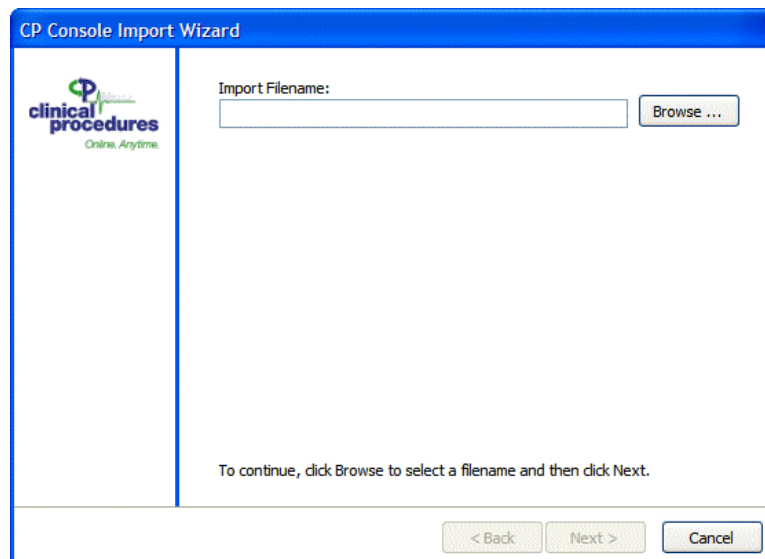 CP Console Import Wizard
CP
clinical
procedures
Online. Anytime.
Import Filename:
Browse ...
To continue, click Browse to select a filename and then click Next.
< Back
Next >
Cancel